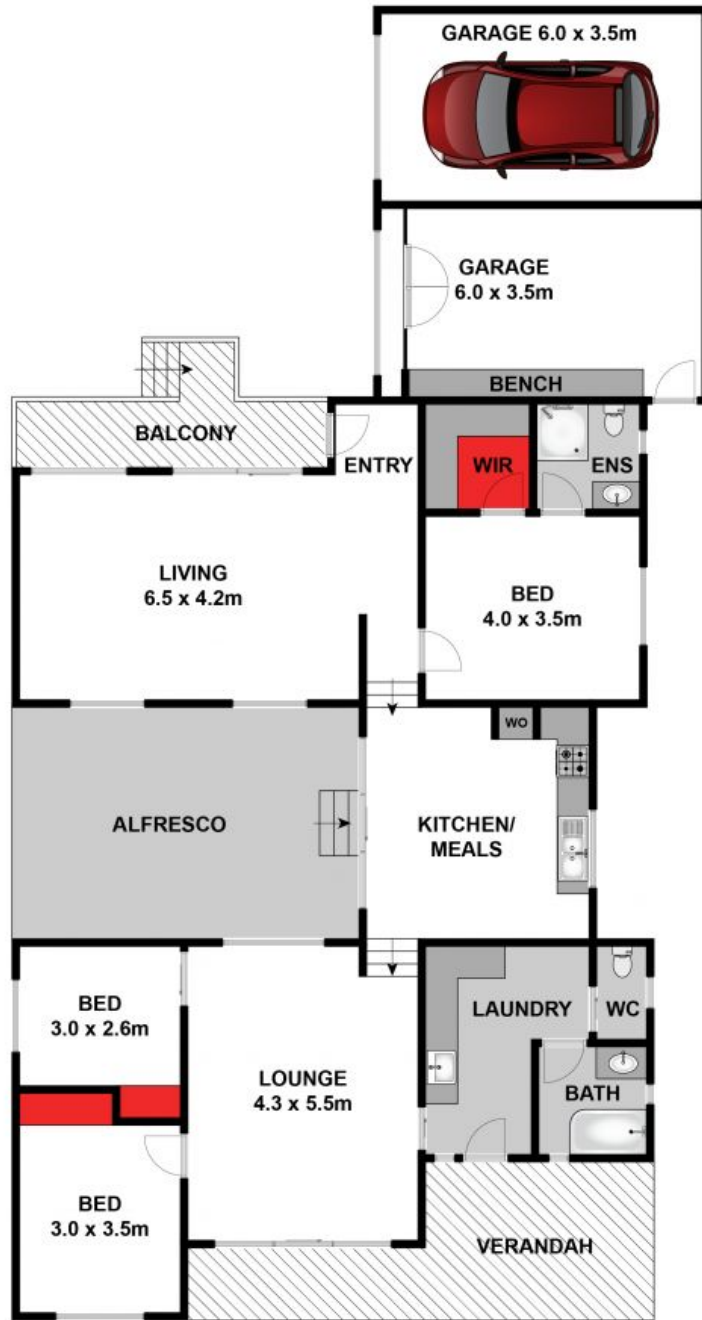 GARAGE 6.0 x 3.5m
GARAGE
6.0 x 3.5m
BENCH
BALCONY
ENTRY
WIR
ENS
LIVING
6.5 x 4.2m
BED
4.0 x 3.5m
WO
ALFRESCO
KITCHEN/
MEALS
BED
3.0 x 2.6m
LAUNDRY
WC
LOUNGE
4.3 x 5.5m
BATH
BED
3.0 x 3.5m
VERANDAH